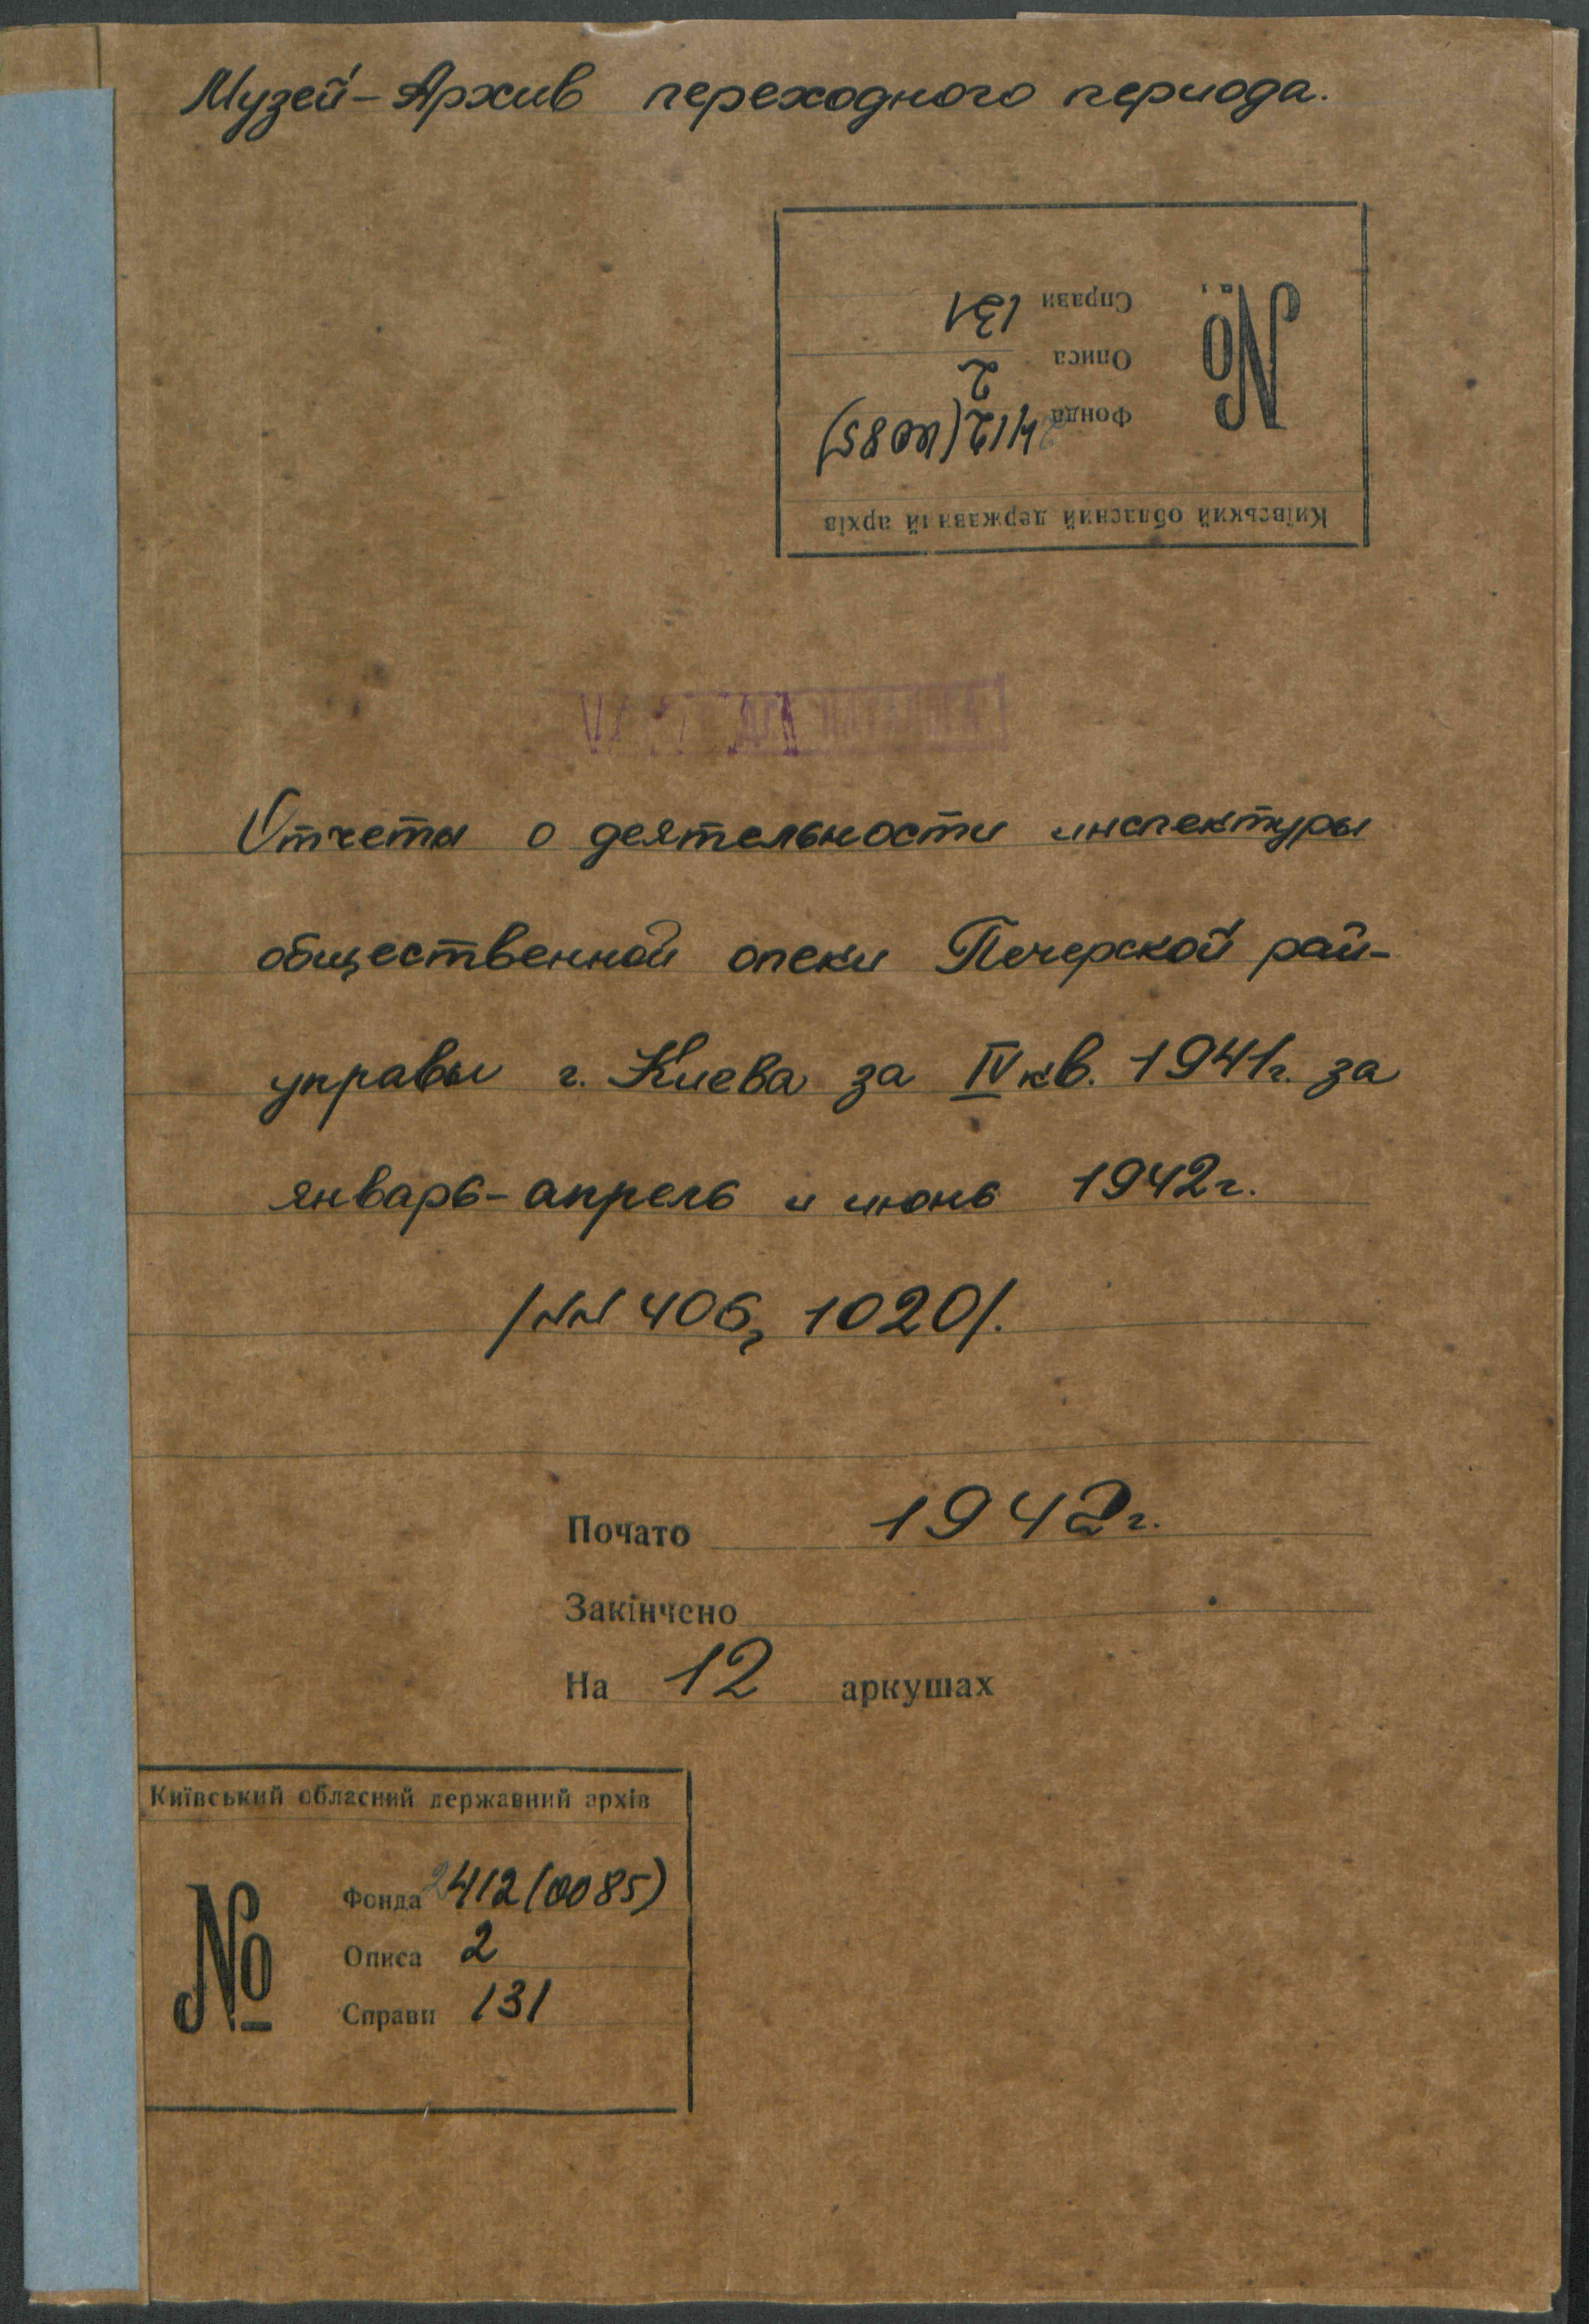 Музей-Архив переходного периода.
№
Справи 131
Описа 2
Фонда 2412(0085)
Київський обласний державний архів
Отчеты о деятельности инспектуры
общественной опеки Печерской рай-
управы г. Киева за IV кв. 1941г. за
январь-апрель и июнь 1942г.
/NN 406, 1020/.
Почато 1942г.
Закінчено
На 12 аркушах
Київський обласний державний архів
№
Фонда 2412(0085)
Описа 2
Справи 131